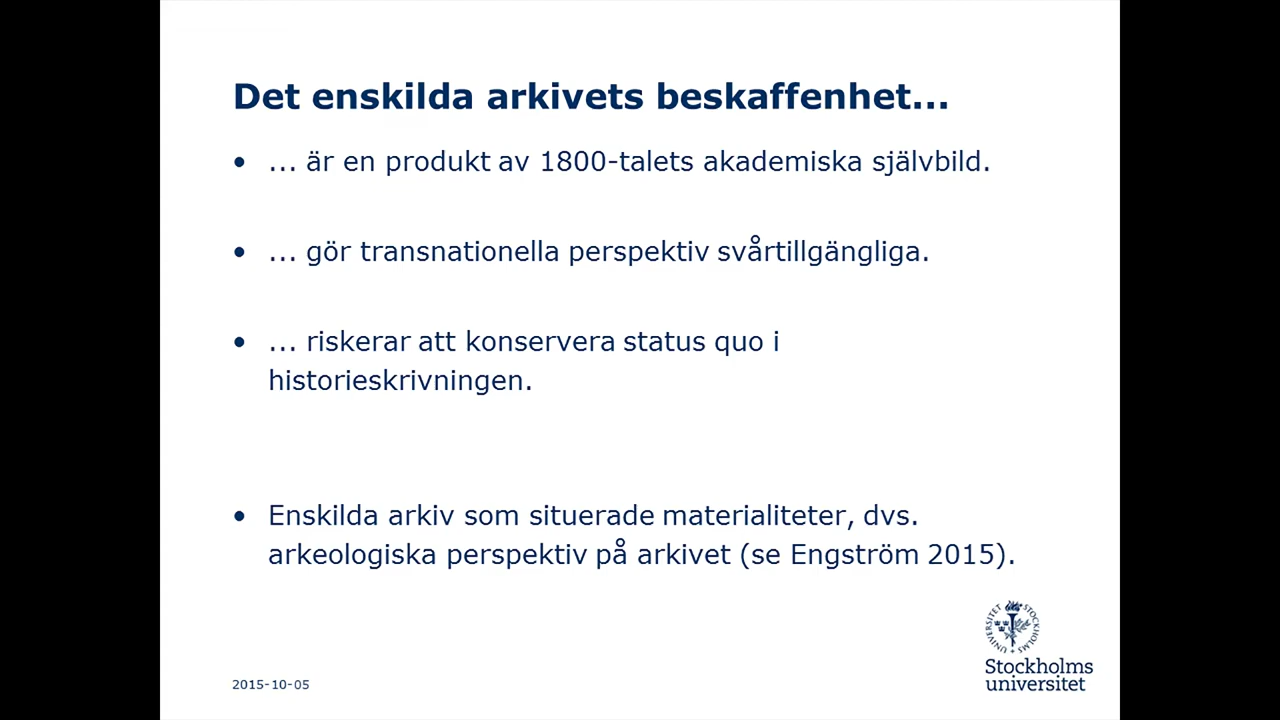 Det enskilda arkivets beskaffenhet...
• ... är en produkt av 1800-talets akademiska självbild.
• ... gör transnationella perspektiv svårtillgängliga.
• ... riskerar att konservera status quo i
historieskrivningen.
• Enskilda arkiv som situerade materialiteter, dvs.
arkeologiska perspektiv på arkivet (se Engström 2015).
STOCKHOLMS UNIVERSITET
Stockholms
universitet
2015-10-05